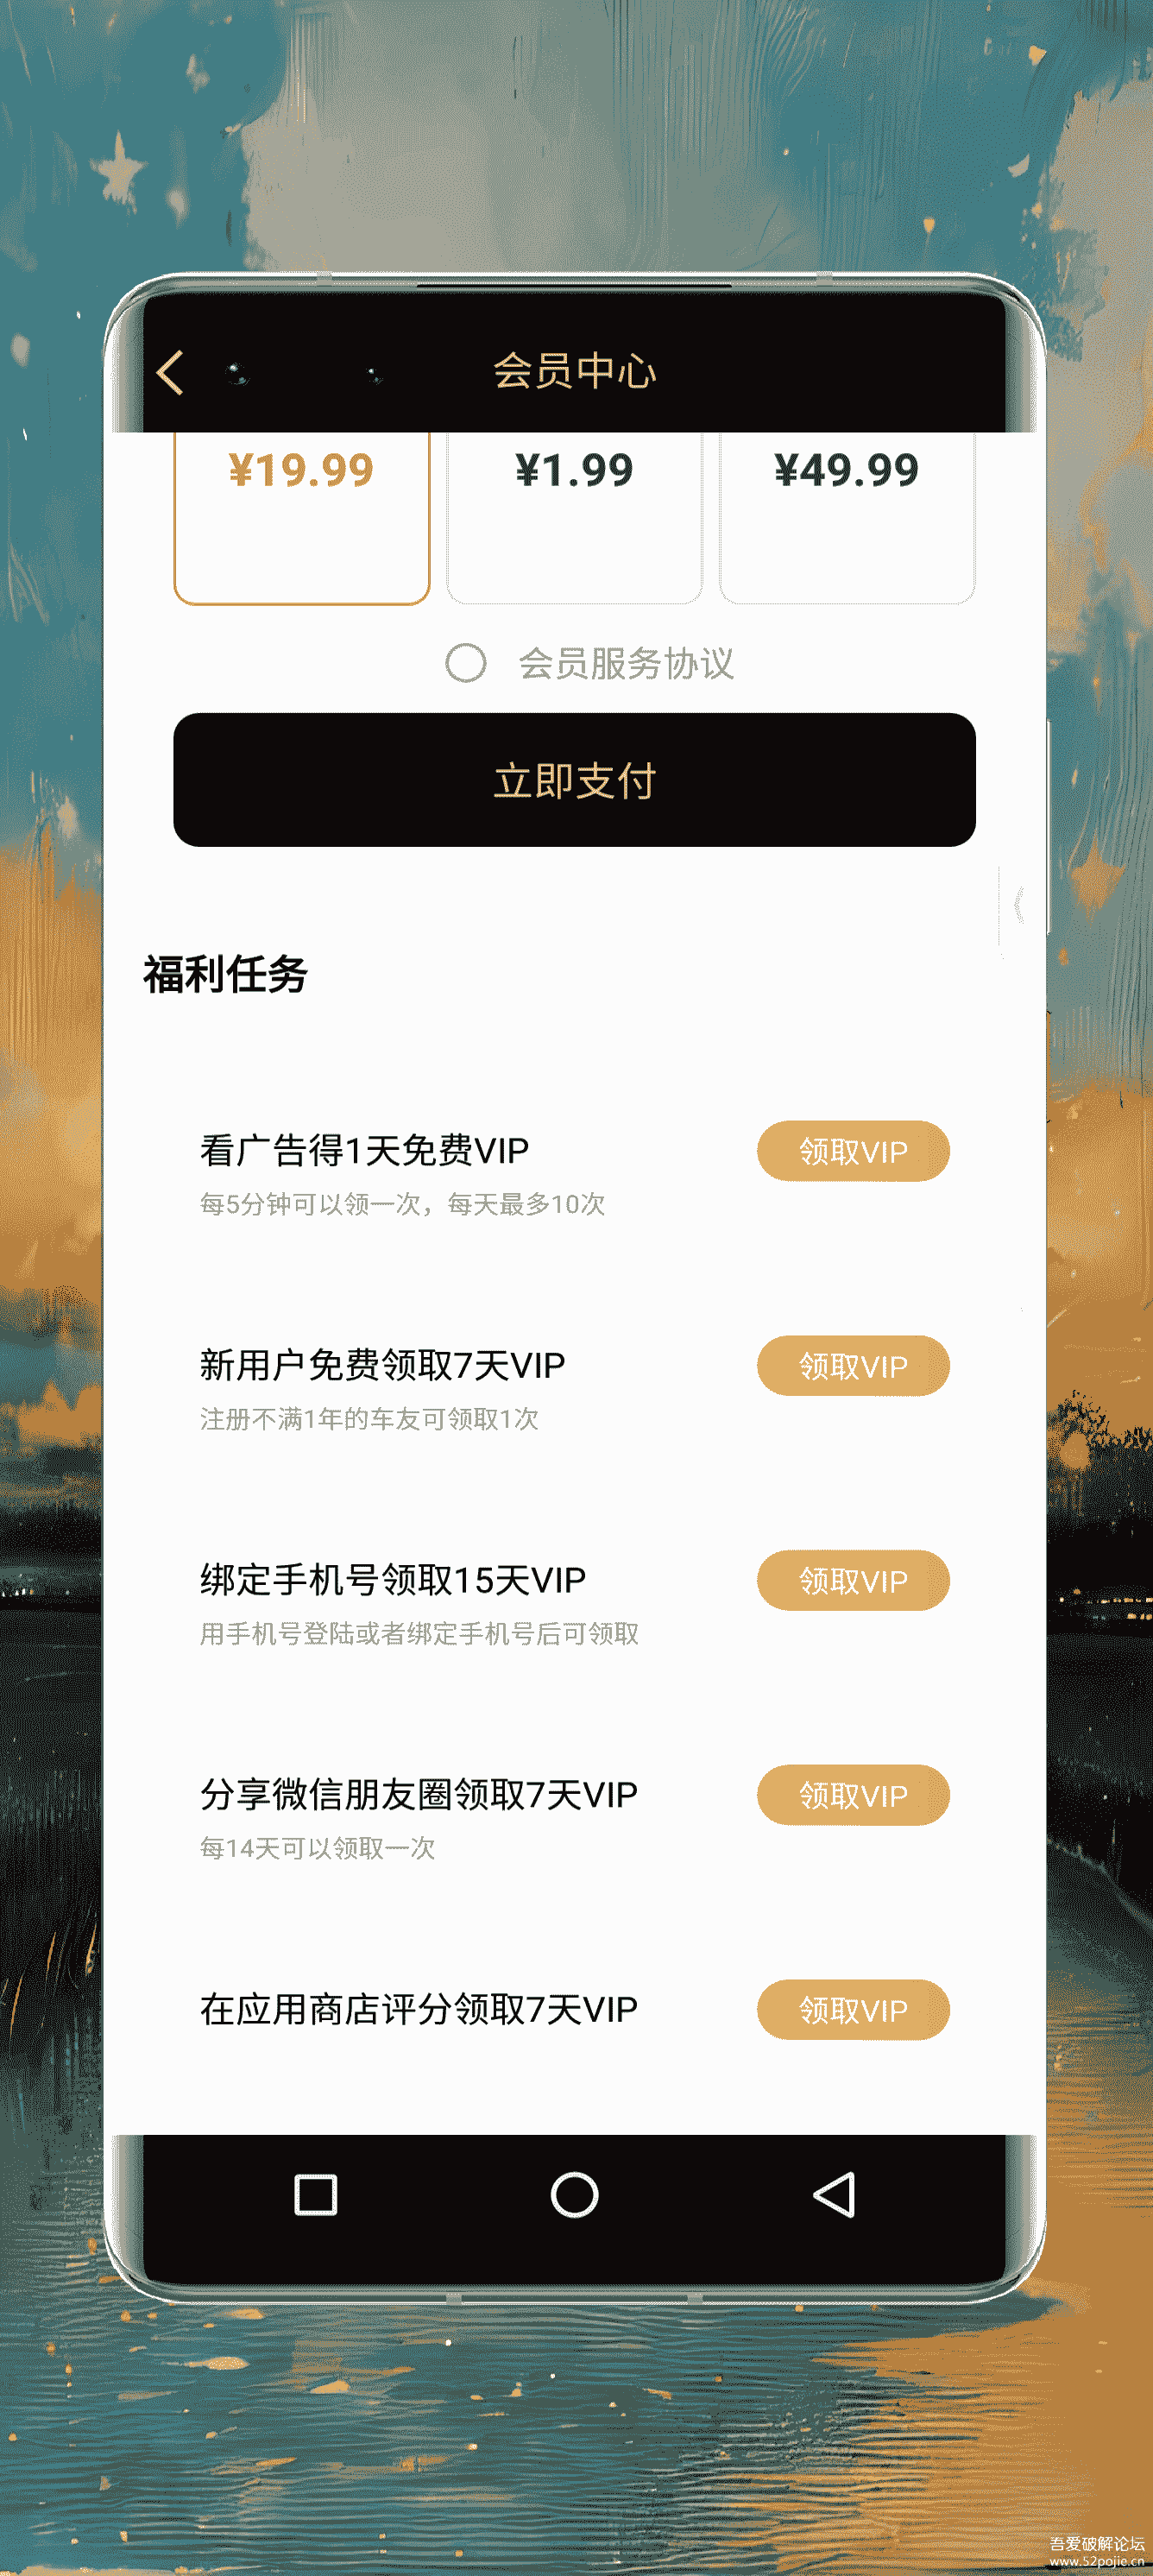 会员中心
¥19.99
¥1.99
¥49.99
会员服务协议
立即支付
福利任务
看广告得1天免费VIP
领取VIP
每5分钟可以领一次，每天最多10次
新用户免费领取7天VIP
领取VIP
注册不满1年的车友可领取1次
绑定手机号领取15天VIP
领取VIP
用手机号登陆或者绑定手机号后可领取
分享微信朋友圈领取7天VIP
领取VIP
每14天可以领取一次
在应用商店评分领取7天VIP
领取VIP
吾爱破解论坛
www.52pojie.cn